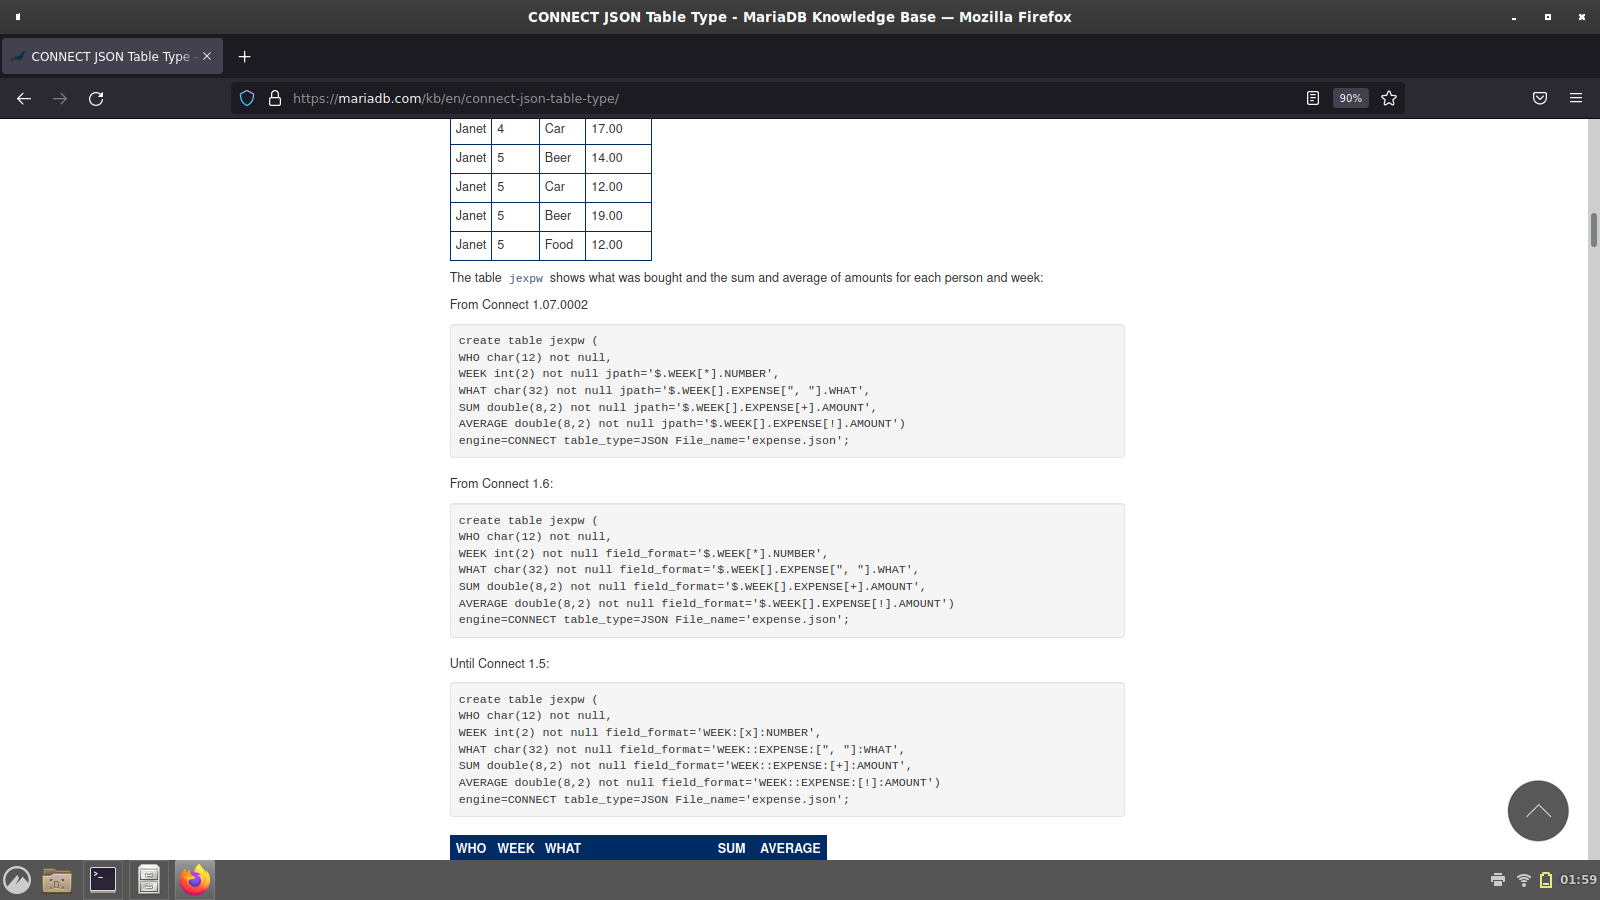 CONNECT JSON Table Type - MariaDB Knowledge Base — Mozilla Firefox
CONNECT JSON Table Type -
https://mariadb.com/kb/en/connect-json-table-type/
90%
Janet 4 Car 17.00
Janet 5 Beer 14.00
Janet 5 Car 12.00
Janet 5 Beer 19.00
Janet 5 Food 12.00
The table jexpw shows what was bought and the sum and average of amounts for each person and week:
From Connect 1.07.0002
create table jexpw (
WHO char(12) not null,
WEEK int(2) not null jpath='$.WEEK[*].NUMBER',
WHAT char(32) not null jpath='$.WEEK[].EXPENSE[", "].WHAT',
SUM double(8,2) not null jpath='$.WEEK[].EXPENSE[+].AMOUNT',
AVERAGE double(8,2) not null jpath='$.WEEK[].EXPENSE[!].AMOUNT')
engine=CONNECT table_type=JSON File_name='expense.json';
From Connect 1.6:
create table jexpw (
WHO char(12) not null,
WEEK int(2) not null field_format='$.WEEK[*].NUMBER',
WHAT char(32) not null field_format='$.WEEK[].EXPENSE[", "].WHAT',
SUM double(8,2) not null field_format='$.WEEK[].EXPENSE[+].AMOUNT',
AVERAGE double(8,2) not null field_format='$.WEEK[].EXPENSE[!].AMOUNT')
engine=CONNECT table_type=JSON File_name='expense.json';
Until Connect 1.5:
create table jexpw (
WHO char(12) not null,
WEEK int(2) not null field_format='WEEK:[x]:NUMBER',
WHAT char(32) not null field_format='WEEK::EXPENSE:[", "]:WHAT',
SUM double(8,2) not null field_format='WEEK::EXPENSE:[+]:AMOUNT',
AVERAGE double(8,2) not null field_format='WEEK::EXPENSE:[!]:AMOUNT')
engine=CONNECT table_type=JSON File_name='expense.json';
WHO WEEK WHAT SUM AVERAGE
01:59